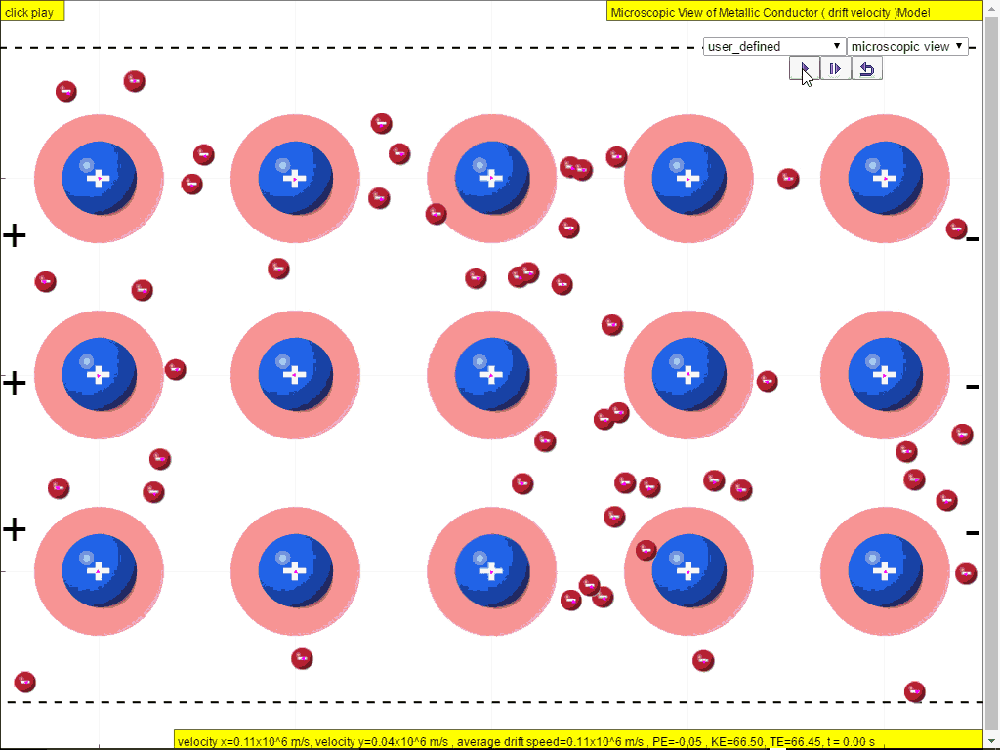 click play
Microscopic View of Metallic Conductor ( drift velocity )Model
user_defined
microscopic view
+ -
+ -
+ -
velocity x=0.11x10^6 m/s, velocity y=0.04x10^6 m/s , average drift speed=0.11x10^6 m/s , PE=-0.05 , KE=66.50, TE=66.45, t = 0.00 s